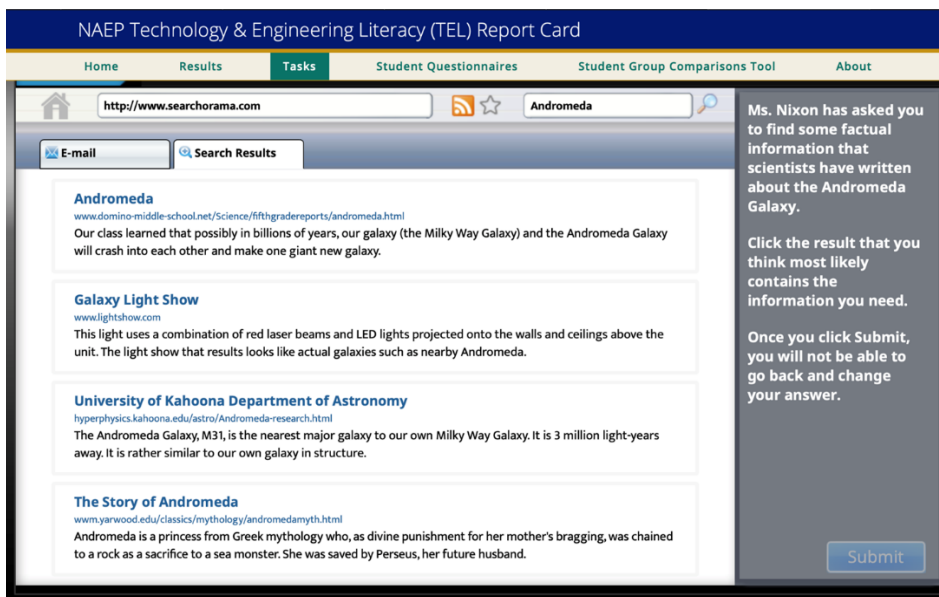 NAEP Technology & Engineering Literacy (TEL) Report Card
Home Results Tasks Student Questionnaires Student Group Comparisons Tool About
http://www.searchorama.com
Andromeda
E-mail
Search Results
Andromeda
www.domino-middle-school.net/Science/fifthgradereports/andromeda.html
Our class learned that possibly in billions of years, our galaxy (the Milky Way Galaxy) and the Andromeda Galaxy
will crash into each other and make one giant new galaxy.
Galaxy Light Show
www.lightshow.com
This light uses a combination of red laser beams and LED lights projected onto the walls and ceilings above the
unit. The light show that results looks like actual galaxies such as nearby Andromeda.
University of Kahoona Department of Astronomy
hyperphysics.kahoona.edu/astro/Andromeda-research.html
The Andromeda Galaxy, M31, is the nearest major galaxy to our own Milky Way Galaxy. It is 3 million light-years
away. It is rather similar to our own galaxy in structure.
The Story of Andromeda
wwm.yarwood.edu/classics/mythology/andromedamyth.html
Andromeda is a princess from Greek mythology who, as divine punishment for her mother's bragging, was chained
to a rock as a sacrifice to a sea monster. She was saved by Perseus, her future husband.
Ms. Nixon has asked you
to find some factual
information that
scientists have written
about the Andromeda
Galaxy.
Click the result that you
think most likely
contains the
information you need.
Once you click Submit,
you will not be able to
go back and change
your answer.
Submit